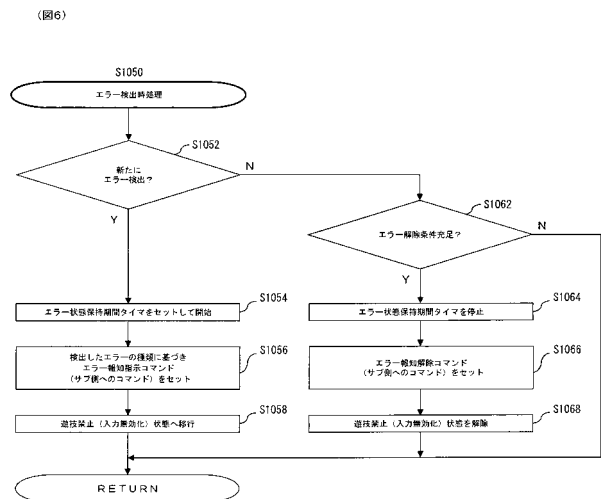 (図6)
S1050
エラー検出時処理
S1052
新たに
エラー検出?
N
Y
S1062
エラー解除条件充足?
N
Y
S1054
エラー状態保持期間タイマをセットして開始
S1064
エラー状態保持期間タイマを停止
S1056
検出したエラーの種類に基づき
エラー報知指示コマンド
(サブ側へのコマンド)をセット
S1066
エラー報知解除コマンド
(サブ側へのコマンド)をセット
S1058
遊技禁止(入力無効化)状態へ移行
S1068
遊技禁止(入力無効化)状態を解除
RETURN